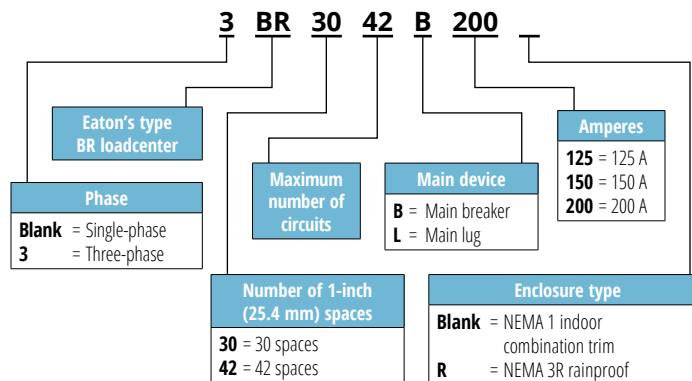 3 BR 30 42 B 200 _
Eaton's type
BR loadcenter
Amperes
125 = 125 A
150 = 150 A
200 = 200 A
Maximum
number of
circuits
Main device
B = Main breaker
L = Main lug
Phase
Blank = Single-phase
3 = Three-phase
Number of 1-inch
(25.4 mm) spaces
30 = 30 spaces
42 = 42 spaces
Enclosure type
Blank = NEMA 1 indoor
combination trim
R = NEMA 3R rainproof